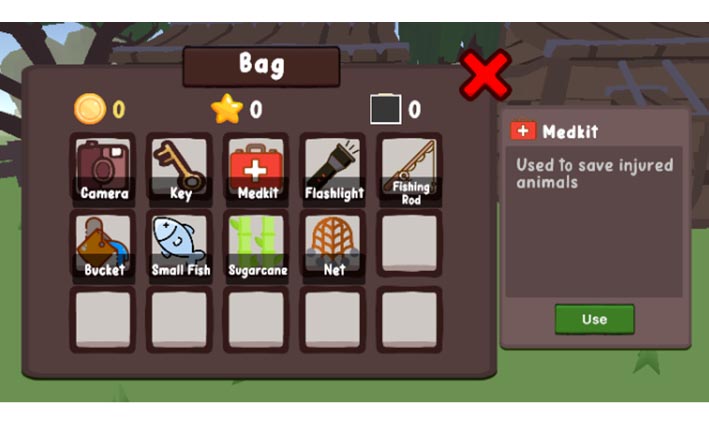 Bag
0
0
0
Camera
Key
Medkit
Flashlight
Fishing
Rod
Bucket
Small Fish
Sugarcane
Net
Medkit
Used to save injured
animals
Use